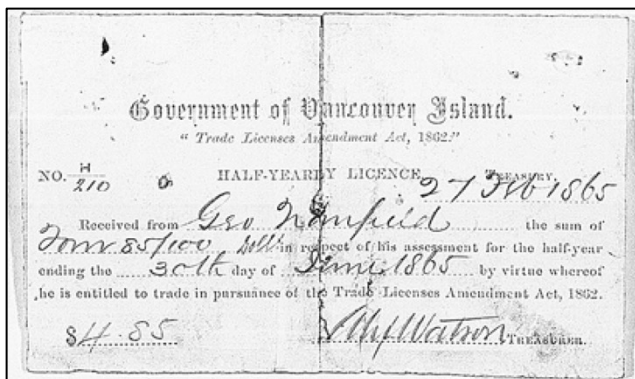 Government of Vancouver Island.
"Trade Licenses Amendment Act, 1862."
NO. H/210 HALF-YEARLY LICENCE, TREASURY,
27 Feb 1865
Received from Geo the sum of
Four 85/100 Doll in respect of his assessment for the half-year
ending the 30th day of June 1865 by virtue whereof
he is entitled to trade in pursuance of the Trade Licenses Amendment Act, 1862.
$4.85 Watson TREASURER.